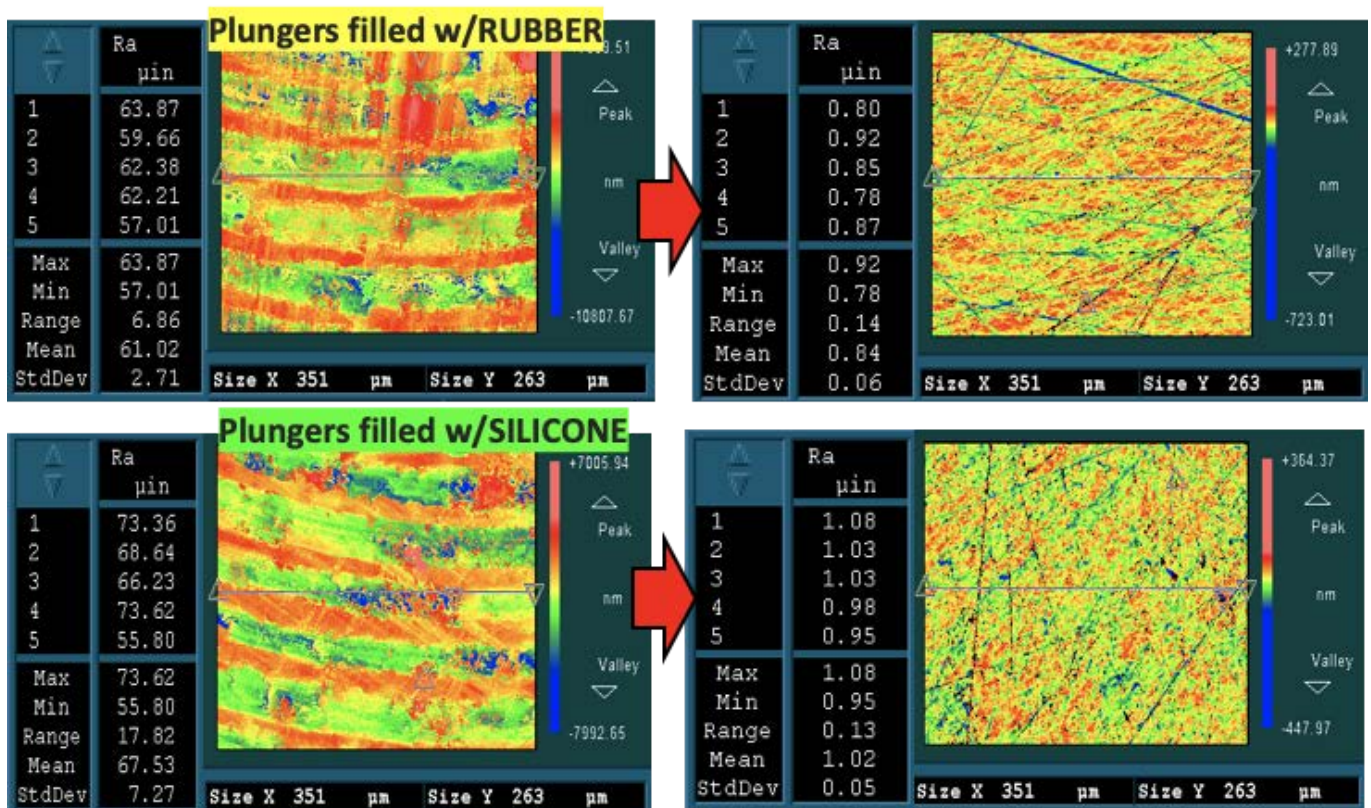 Plungers filled w/RUBBER
Ra
µin
1 63.87
2 59.66
3 62.38
4 62.21
5 57.01
Max 63.87
Min 57.01
Range 6.86
Mean 61.02
StdDev 2.71
Peak
nm
Valley
-10807.67
Size X 351 µm Size Y 263 µm
Ra
µin
1 0.80
2 0.92
3 0.85
4 0.78
5 0.87
Max 0.92
Min 0.78
Range 0.14
Mean 0.84
StdDev 0.06
+277.89
Peak
nm
Valley
-723.01
Size X 351 µm Size Y 263 µm
Plungers filled w/SILICONE
Ra
µin
1 73.36
2 68.64
3 66.23
4 73.62
5 55.80
Max 73.62
Min 55.80
Range 17.82
Mean 67.53
StdDev 7.27
+7005.94
Peak
nm
Valley
-7992.65
Size X 351 µm Size Y 263 µm
Ra
µin
1 1.08
2 1.03
3 1.03
4 0.98
5 0.95
Max 1.08
Min 0.95
Range 0.13
Mean 1.02
StdDev 0.05
+364.37
Peak
nm
Valley
-447.97
Size X 351 µm Size Y 263 µm